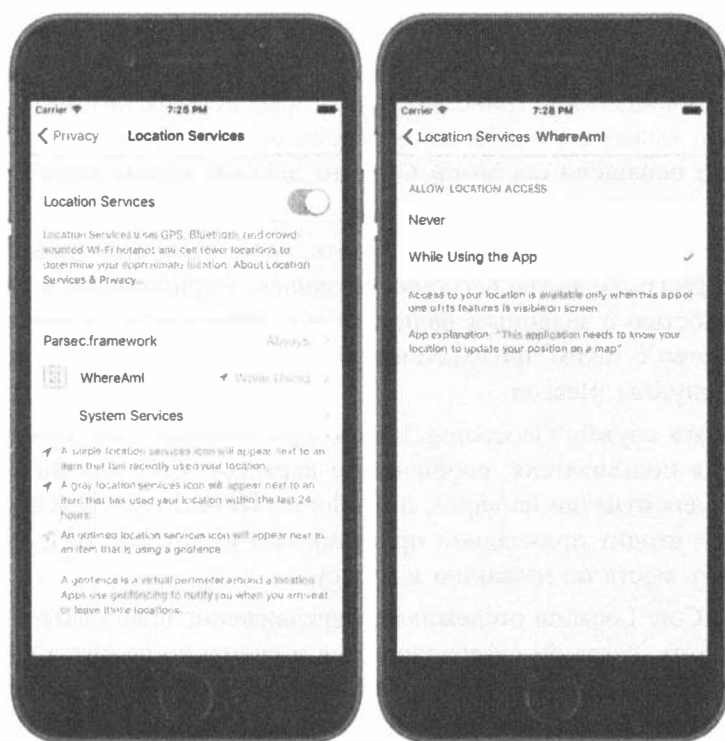 Carrier 7:25 PM
Privacy Location Services
Location Services
Location Services uses GPS, Bluetooth, and crowd-
sourced Wi-Fi hotspot and cell tower locations to
determine your approximate location. About Location
Services & Privacy...
Parsec.framework Always
WhereAmI While Using
System Services
A purple location services icon will appear next to an
item that has recently used your location.
A gray location services icon will appear next to an
item that has used your location within the last 24
hours.
An outlined location services icon will appear next to
an item that is using a geofence.
A geofence is a virtual perimeter around a location.
Apps use geofencing to notify you when you arrive at
or leave these locations.
Carrier 7:28 PM
Location Services WhereAmI
ALLOW LOCATION ACCESS
Never
While Using the App
Access to your location is available only when this app or
one of its features is visible on screen
App explanation: "This application needs to know your
location to update your position on a map"